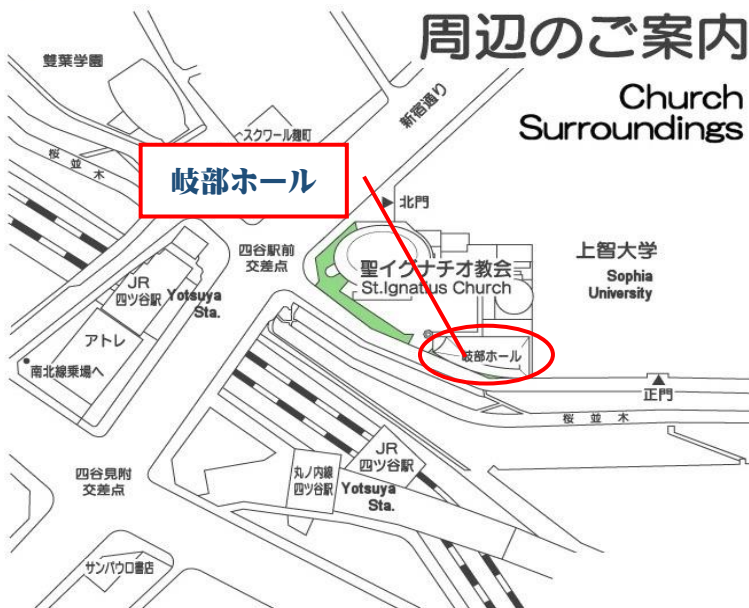 周辺のご案内
Church
Surroundings
雙葉学園
新宿通り
スクワール麹町
桜並木
岐部ホール
北門
四谷駅前
交差点
聖イグナチオ教会
St.Ignatius Church
上智大学
Sophia
University
JR
四ツ谷駅
Yotsuya
Sta.
アトレ
南北線乗場へ
岐部ホール
正門
桜並木
四谷見附
交差点
丸ノ内線
四ツ谷駅
JR
四ツ谷駅
Yotsuya
Sta.
サンパウロ書店